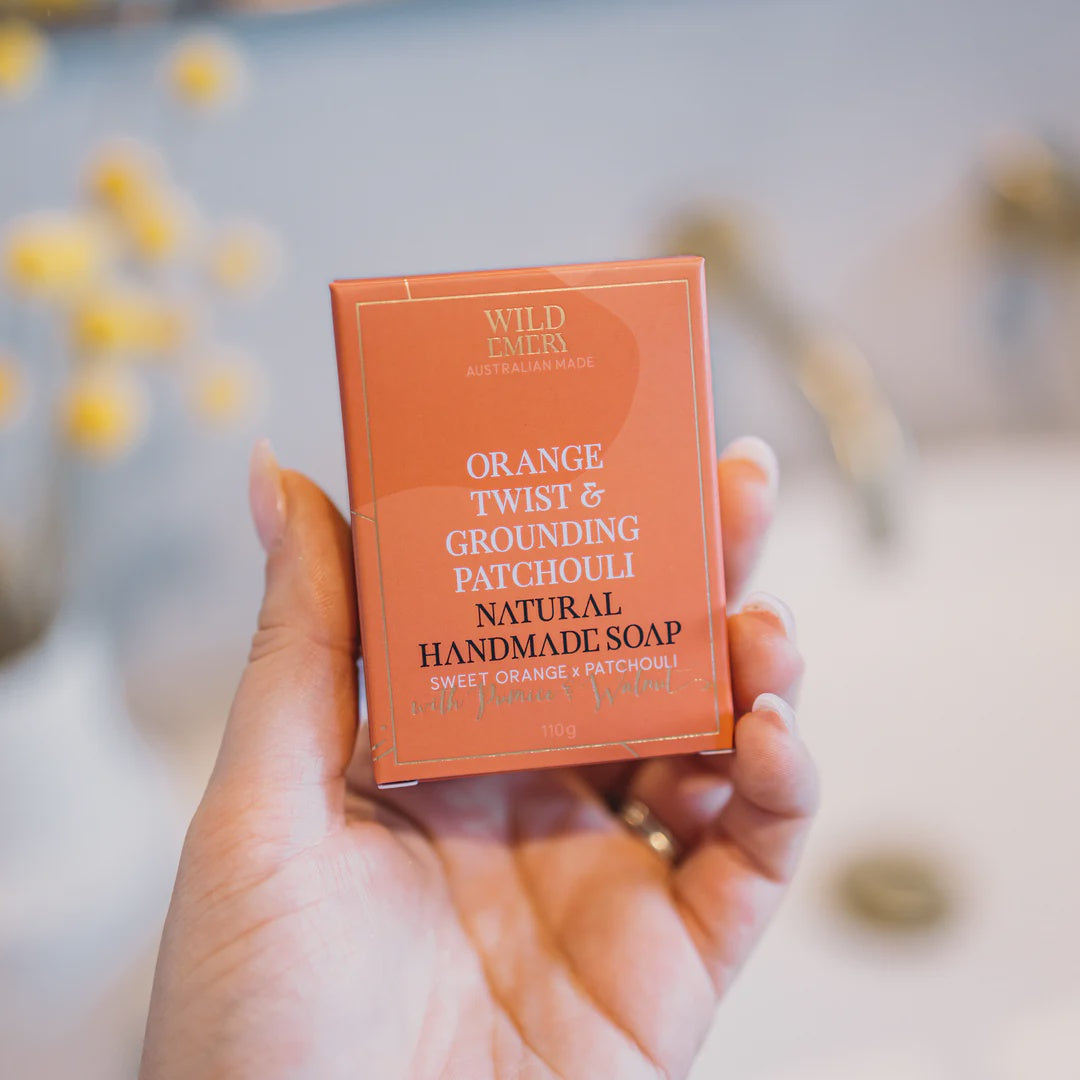 WILD
EMERY
AUSTRALIAN MADE
ORANGE
TWIST &
GROUNDING
PATCHOULI
NATURAL
HANDMADE SOAP
SWEET ORANGE x PATCHOULI
with Pumice & Walnut
110g